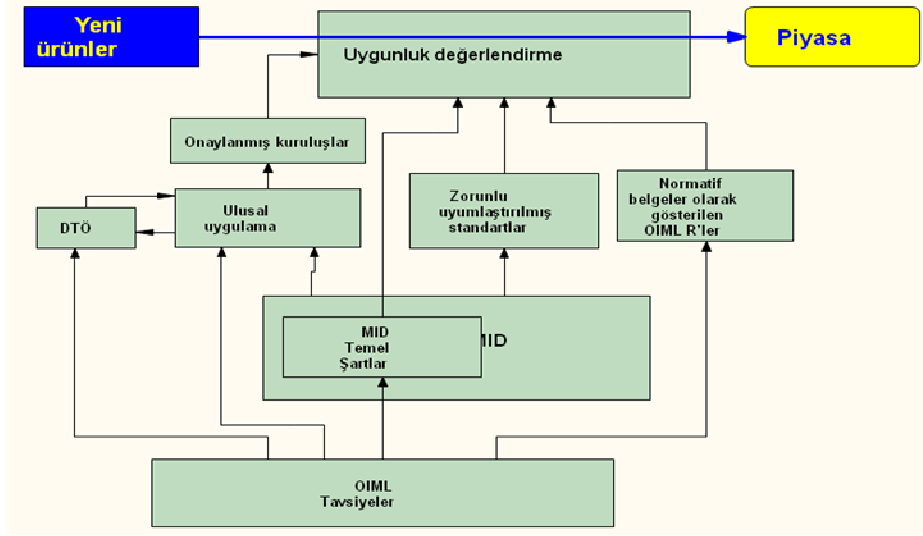 Yeni
ürünler
Piyasa
Uygunluk değerlendirme
Onaylanmış kuruluşlar
Ulusal
uygulama
DTÖ
Zorunlu
uyumlaştırılmış
standartlar
Normatif
belgeler olarak
gösterilen
OIML R'ler
MID
Temel
Şartlar
MID
OIML
Tavsiyeler